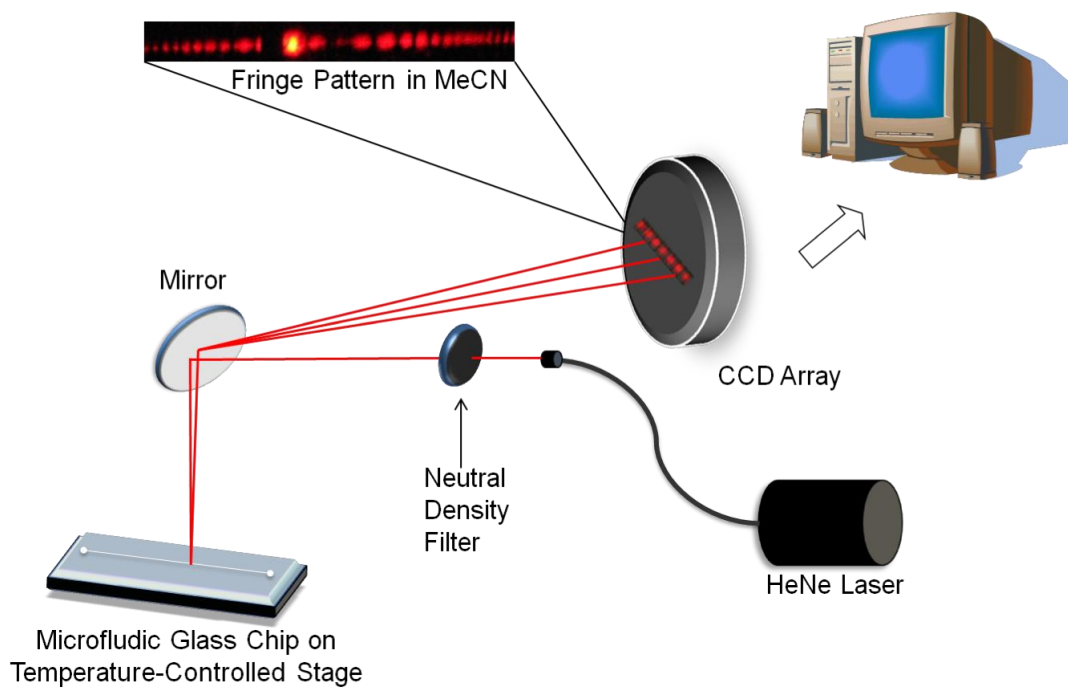 Fringe Pattern in MeCN
Mirror
CCD Array
Neutral
Density
Filter
HeNe Laser
Microfludic Glass Chip on
Temperature-Controlled Stage